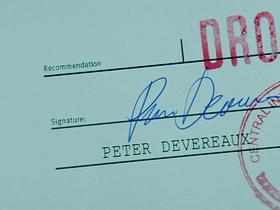 DRO
Recommendation
Signature:
PETER DEVEREAUX
CENTRAL IN